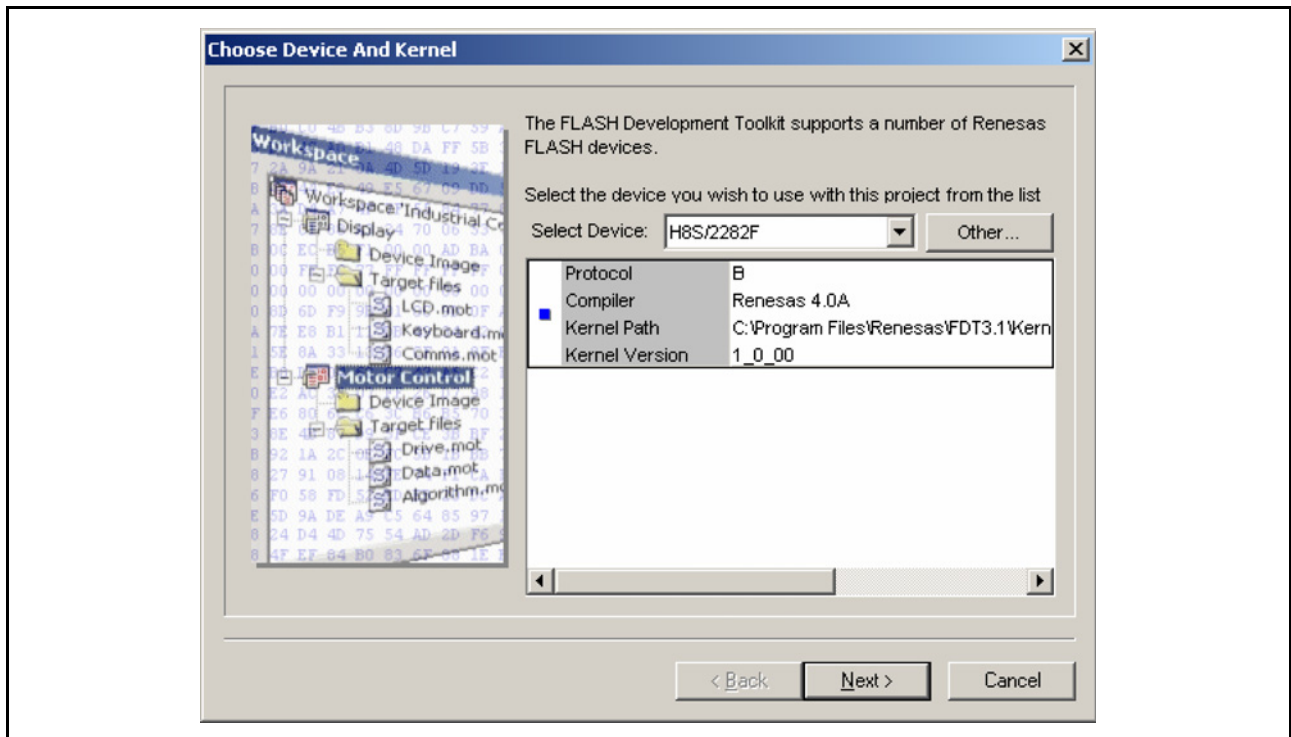 Choose Device And Kernel
The FLASH Development Toolkit supports a number of Renesas
FLASH devices.
Select the device you wish to use with this project from the list
Select Device: H8S/2282F Other...
Protocol B
Compiler Renesas 4.0A
Kernel Path C:\Program Files\Renesas\FDT3.1\Kern
Kernel Version 1_0_00
Workspace
Workspace 'Industrial Co
Display
Device Image
Target files
LCD.mot
Keyboard.m
Comms.mot
Motor Control
Device Image
Target files
Drive.mot
Data.mot
Algorithm.mo
< Back Next > Cancel